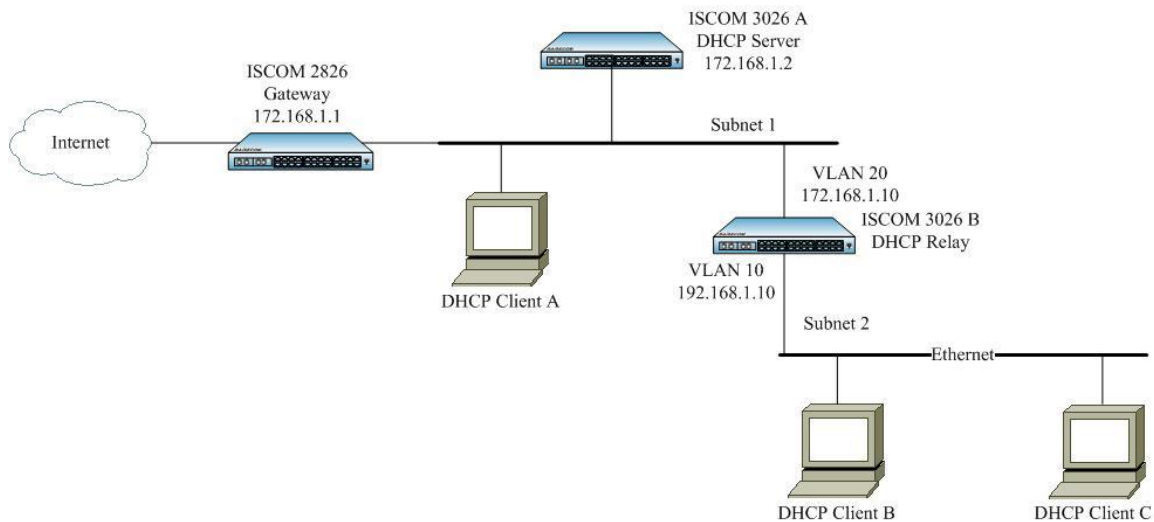 ISCOM 3026 A
DHCP Server
172.168.1.2
ISCOM 2826
Gateway
172.168.1.1
Internet
Subnet 1
VLAN 20
172.168.1.10
ISCOM 3026 B
DHCP Relay
VLAN 10
192.168.1.10
DHCP Client A
Subnet 2
Ethernet
DHCP Client B
DHCP Client C